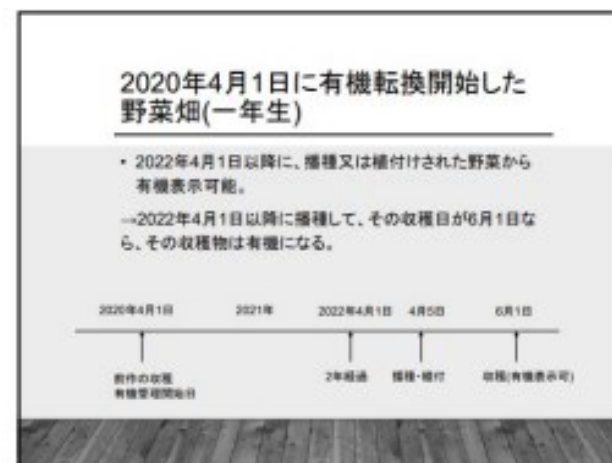 2020年4月1日に有機転換開始した
野菜畑(一年生)
• 2022年4月1日以降に、播種又は植付けされた野菜から
有機表示可能。
→2022年4月1日以降に播種して、その収穫日が6月1日な
ら、その収穫物は有機になる。
2020年4月1日 2021年 2022年4月1日 4月5日 6月1日
前作の収穫 2年経過 播種・植付 収穫(有機表示可)
有機管理開始日